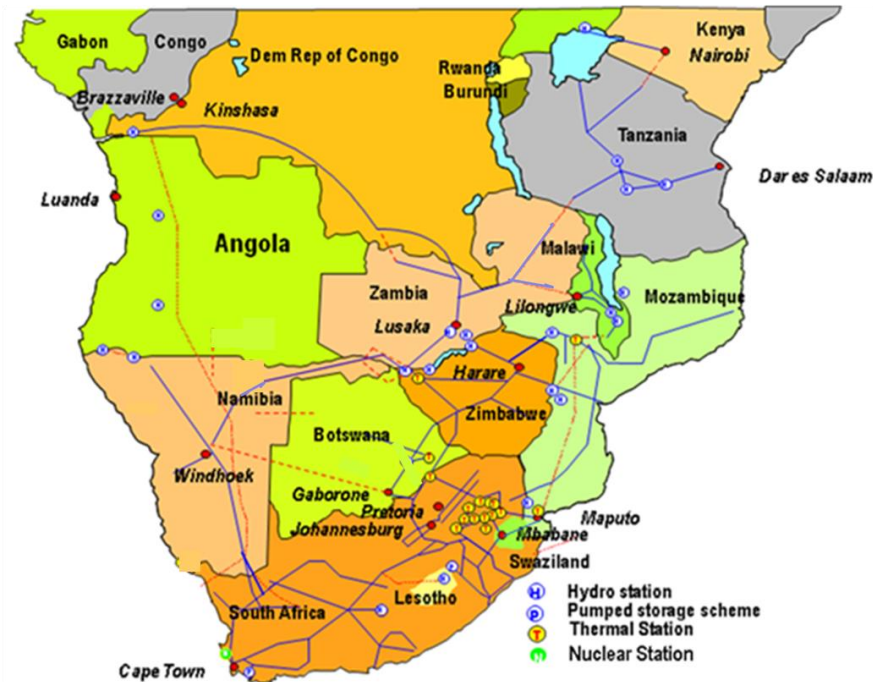 Gabon
Congo
Kenya
Nairobi
Dem Rep of Congo
Rwanda
Burundi
Brazzaville
Kinshasa
Tanzania
Dar es Salaam
Luanda
Angola
Malawi
Zambia
Lilongwe
Mozambique
Lusaka
Harare
Namibia
Zimbabwe
Botswana
Windhoek
Gaborone
Pretoria
Johannesburg
Maputo
Mbabane
Swaziland
Lesotho
South Africa
Cape Town
H Hydro station
P Pumped storage scheme
T Thermal Station
N Nuclear Station